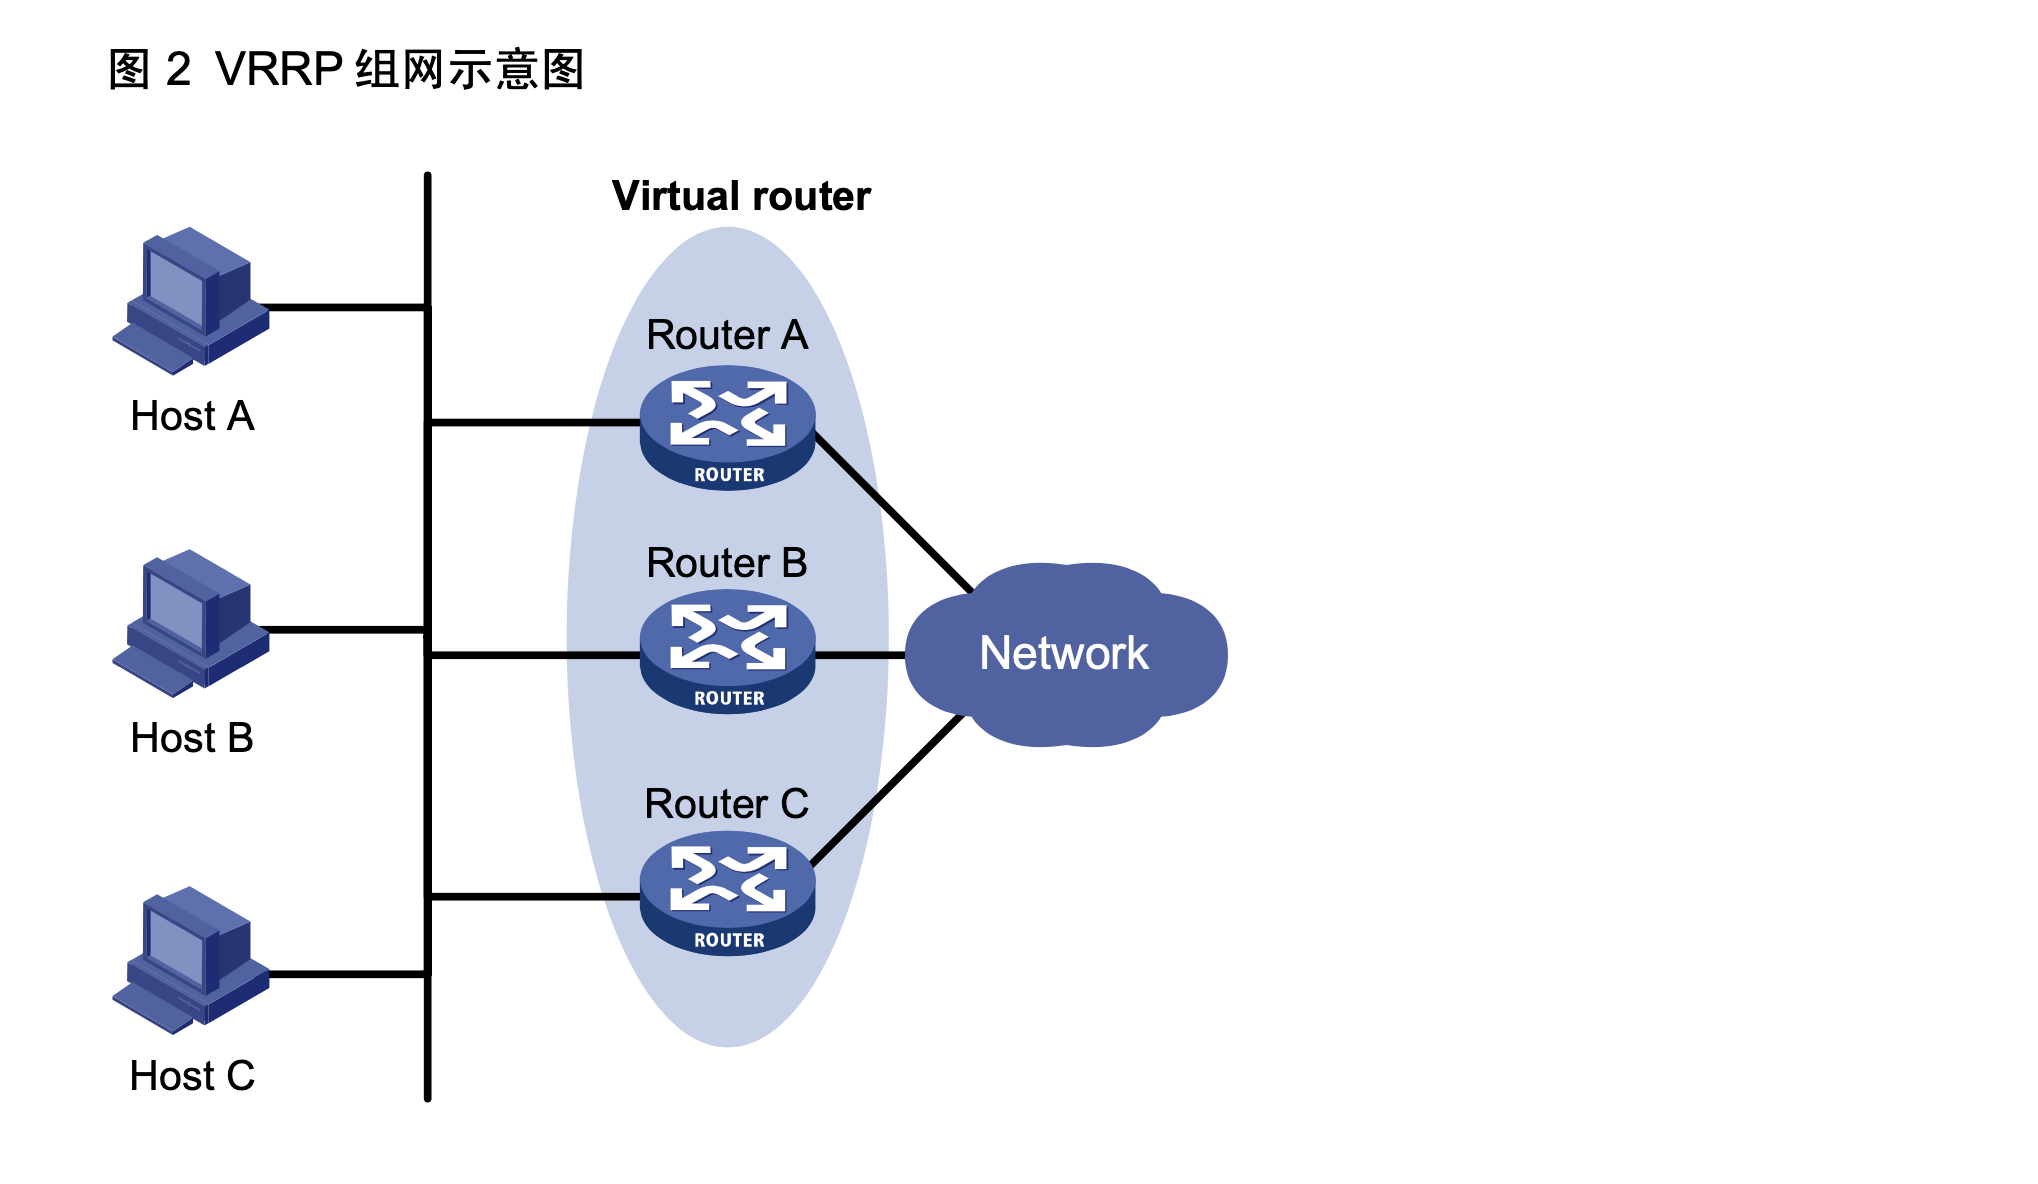 图 2 VRRP 组网示意图
Virtual router
Router A
ROUTER
Host A
Router B
ROUTER
Network
Host B
Router C
ROUTER
Host C